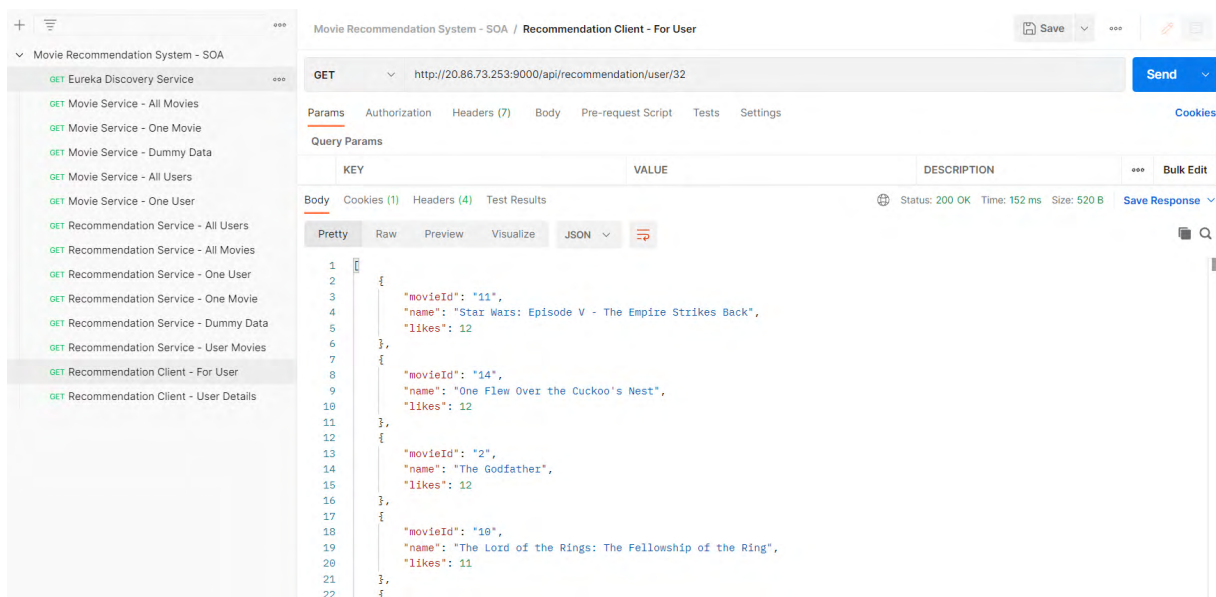 Movie Recommendation System - SOA
GET Eureka Discovery Service
GET Movie Service - All Movies
GET Movie Service - One Movie
GET Movie Service - Dummy Data
GET Movie Service - All Users
GET Movie Service - One User
GET Recommendation Service - All Users
GET Recommendation Service - All Movies
GET Recommendation Service - One User
GET Recommendation Service - One Movie
GET Recommendation Service - Dummy Data
GET Recommendation Service - User Movies
GET Recommendation Client - For User
GET Recommendation Client - User Details
Movie Recommendation System - SOA / Recommendation Client - For User
Save
GET http://20.86.73.253:9000/api/recommendation/user/32
Send
Params Authorization Headers (7) Body Pre-request Script Tests Settings Cookies
Query Params
KEY VALUE DESCRIPTION Bulk Edit
Body Cookies (1) Headers (4) Test Results Status: 200 OK Time: 152 ms Size: 520 B Save Response
Pretty Raw Preview Visualize JSON
1 [
2 {
3 "movieId": "11",
4 "name": "Star Wars: Episode V - The Empire Strikes Back",
5 "likes": 12
6 },
7 {
8 "movieId": "14",
9 "name": "One Flew Over the Cuckoo's Nest",
10 "likes": 12
11 },
12 {
13 "movieId": "2",
14 "name": "The Godfather",
15 "likes": 12
16 },
17 {
18 "movieId": "10",
19 "name": "The Lord of the Rings: The Fellowship of the Ring",
20 "likes": 11
21 },
22 {